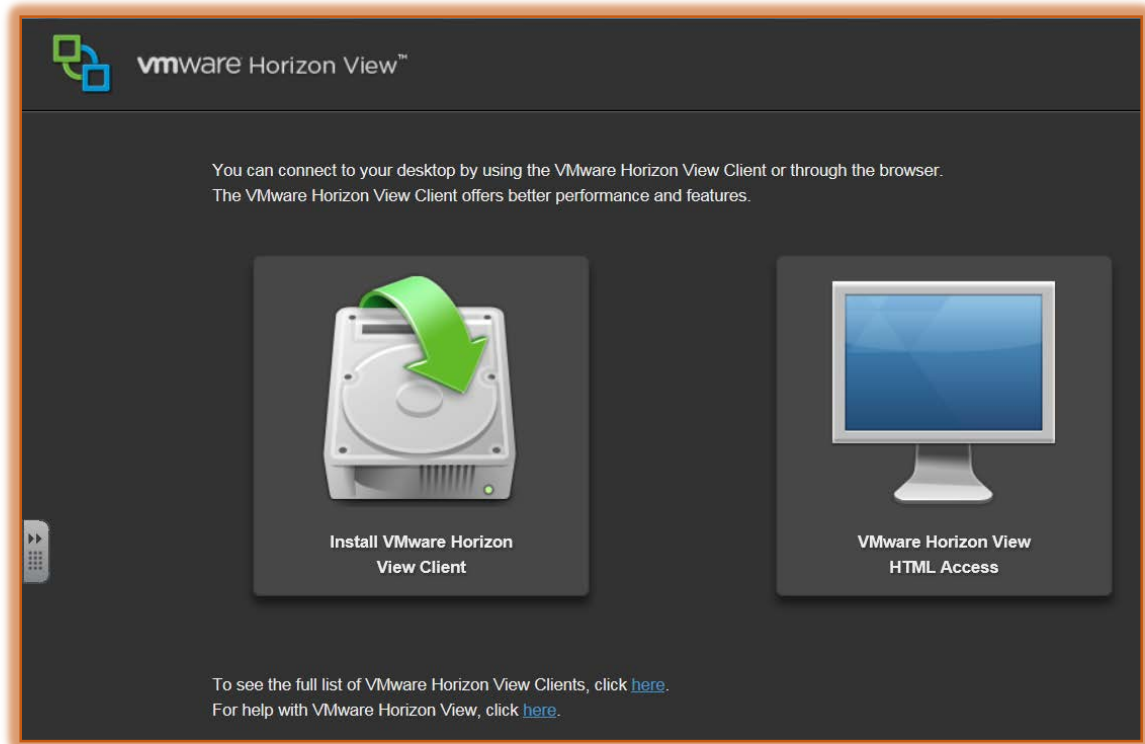 vmware Horizon View™
You can connect to your desktop by using the VMware Horizon View Client or through the browser.
The VMware Horizon View Client offers better performance and features.
Install VMware Horizon
View Client
VMware Horizon View
HTML Access
To see the full list of VMware Horizon View Clients, click here.
For help with VMware Horizon View, click here.